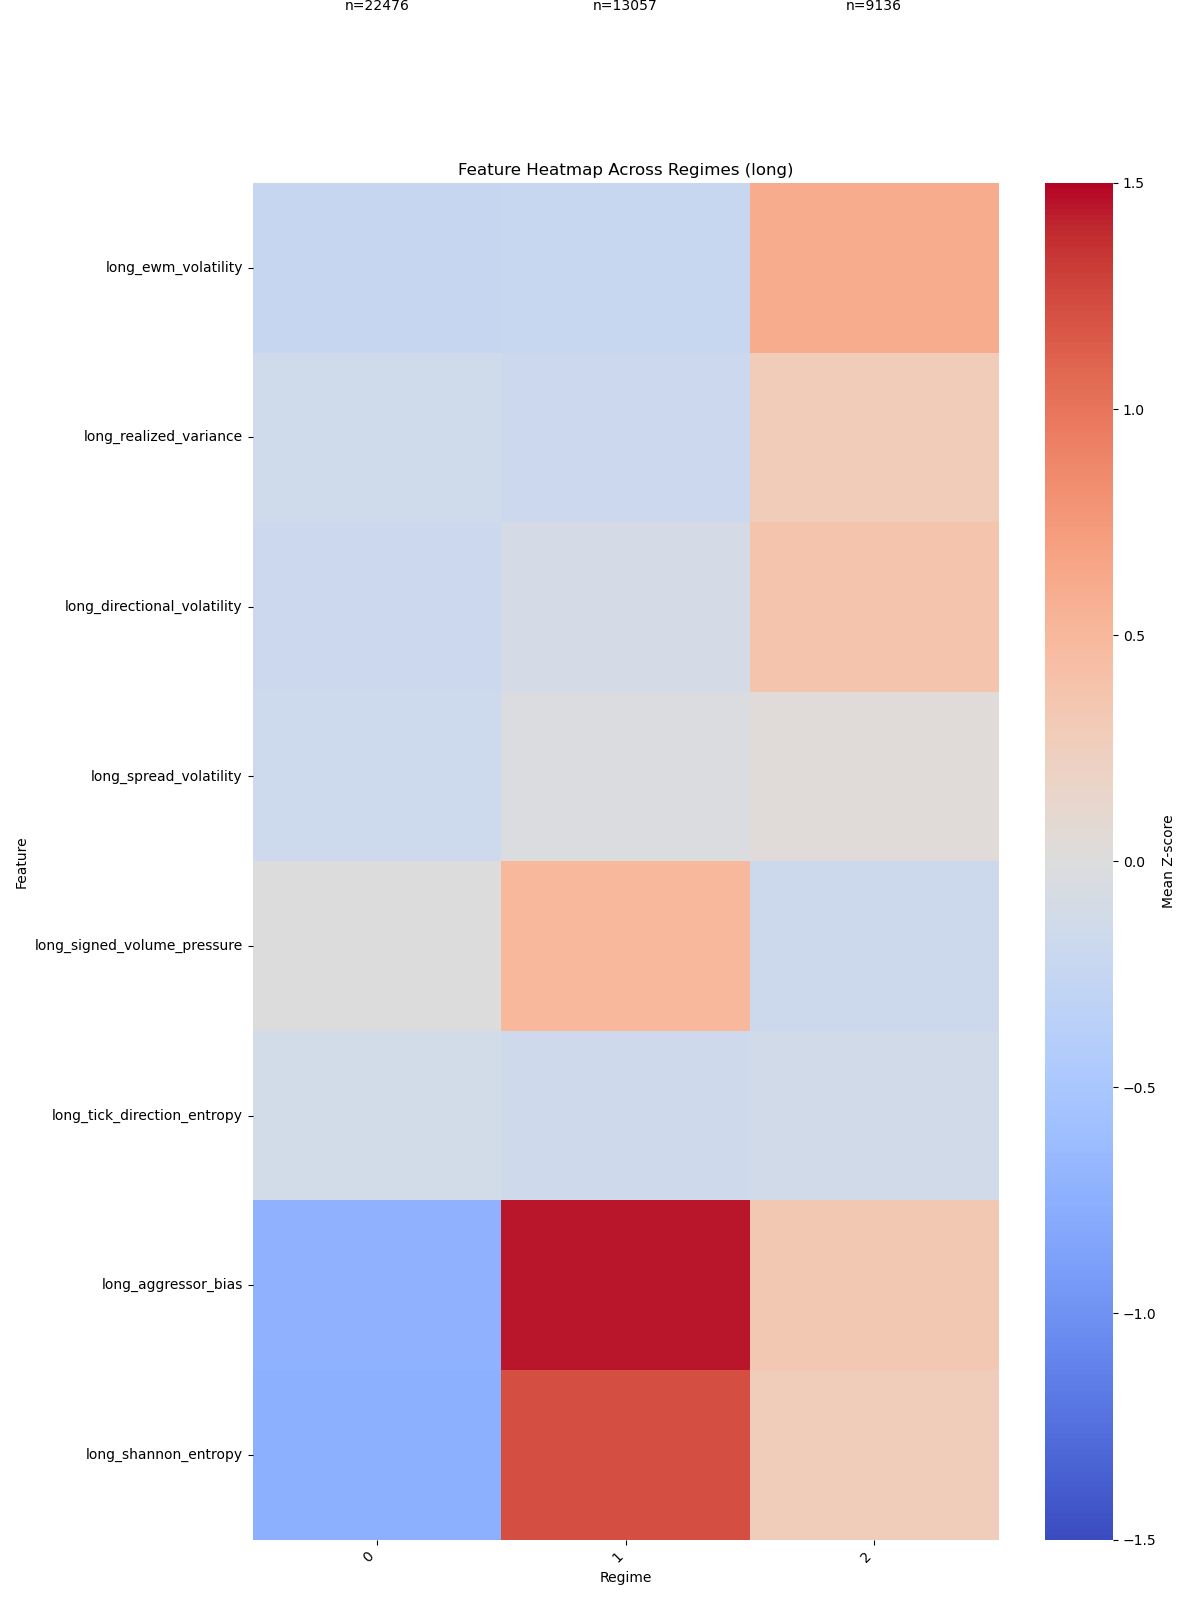 n=22476
n=13057
n=9136
Feature Heatmap Across Regimes (long)
long_ewm_volatility
long_realized_variance
long_directional_volatility
long_spread_volatility
long_signed_volume_pressure
long_tick_direction_entropy
long_aggressor_bias
long_shannon_entropy
Feature
0
1
2
Regime
1.5
1.0
0.5
0.0
−0.5
−1.0
−1.5
Mean Z-score